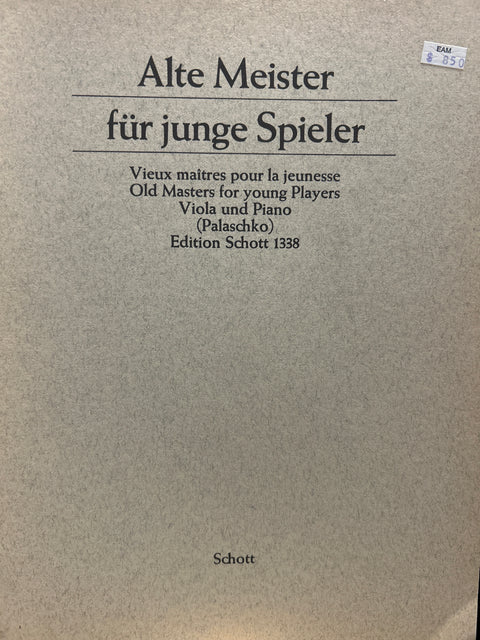 EAM
$ 850
Alte Meister
für junge Spieler
Vieux maîtres pour la jeunesse
Old Masters for young Players
Viola und Piano
(Palaschko)
Edition Schott 1338
Schott